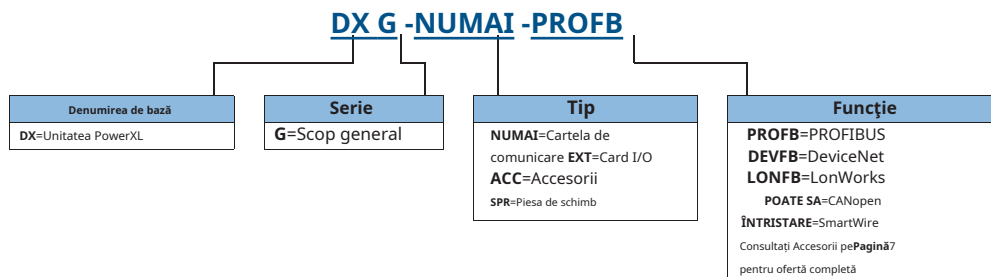 DX G -NUMAI -PROFB
Denumirea de bază
DX=Unitatea PowerXL
Serie
G=Scop general
Tip
NUMAI=Cartela de
comunicare EXT=Card I/O
ACC=Accesorii
SPR=Piesa de schimb
Funcţie
PROFB=PROFIBUS
DEVFB=DeviceNet
LONFB=LonWorks
POATE SA=CANopen
ÎNTRISTARE=SmartWire
Consultați Accesorii pePagină7
pentru ofertă completă